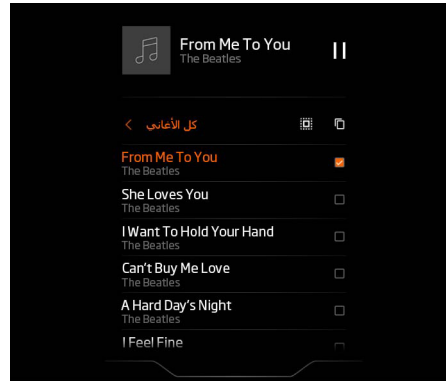 From Me To You
The Beatles
كل الأغاني
From Me To You
The Beatles
She Loves You
The Beatles
I Want To Hold Your Hand
The Beatles
Can't Buy Me Love
The Beatles
A Hard Day's Night
The Beatles
I Feel Fine